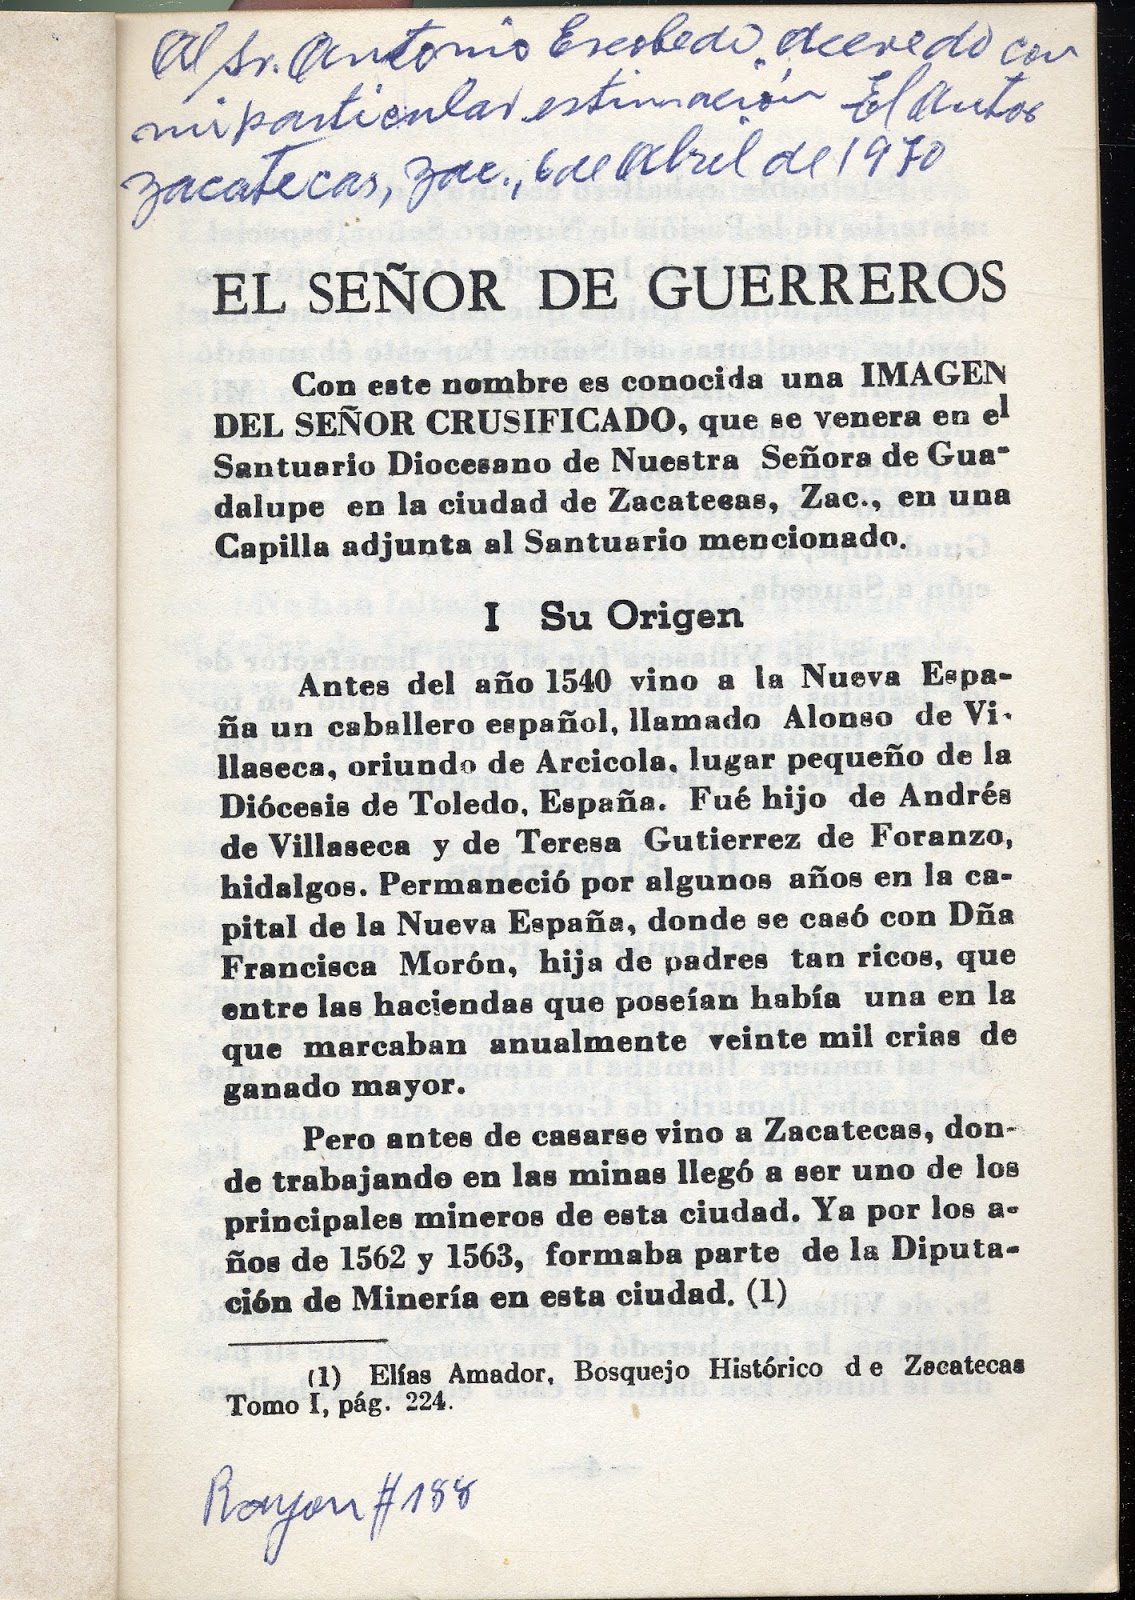 Al Sr. Antonio Escobedo Acevedo con
mi particular estimación El Autor
Zacatecas, Zac., 6 de Abril de 1970
EL SEÑOR DE GUERREROS
Con este nombre es conocida una IMAGEN
DEL SEÑOR CRUSIFICADO, que se venera en el
Santuario Diocesano de Nuestra Señora de Gua-
dalupe en la ciudad de Zacatecas, Zac., en una
Capilla adjunta al Santuario mencionado.
I Su Origen
Antes del año 1540 vino a la Nueva Espa-
ña un caballero español, llamado Alonso de Vi-
llaseca, oriundo de Arcicola, lugar pequeño de la
Diócesis de Toledo, España. Fué hijo de Andrés
de Villaseca y de Teresa Gutierrez de Foranzo,
hidalgos. Permaneció por algunos años en la ca-
pital de la Nueva España, donde se casó con Dña
Francisca Morón, hija de padres tan ricos, que
entre las haciendas que poseían había una en la
que marcaban anualmente veinte mil crias de
ganado mayor.
Pero antes de casarse vino a Zacatecas, don-
de trabajando en las minas llegó a ser uno de los
principales mineros de esta ciudad. Ya por los a-
ños de 1562 y 1563, formaba parte de la Diputa-
ción de Minería en esta ciudad. (1)
(1) Elías Amador, Bosquejo Histórico de Zacatecas
Tomo I, pág. 224.
Rayon #188